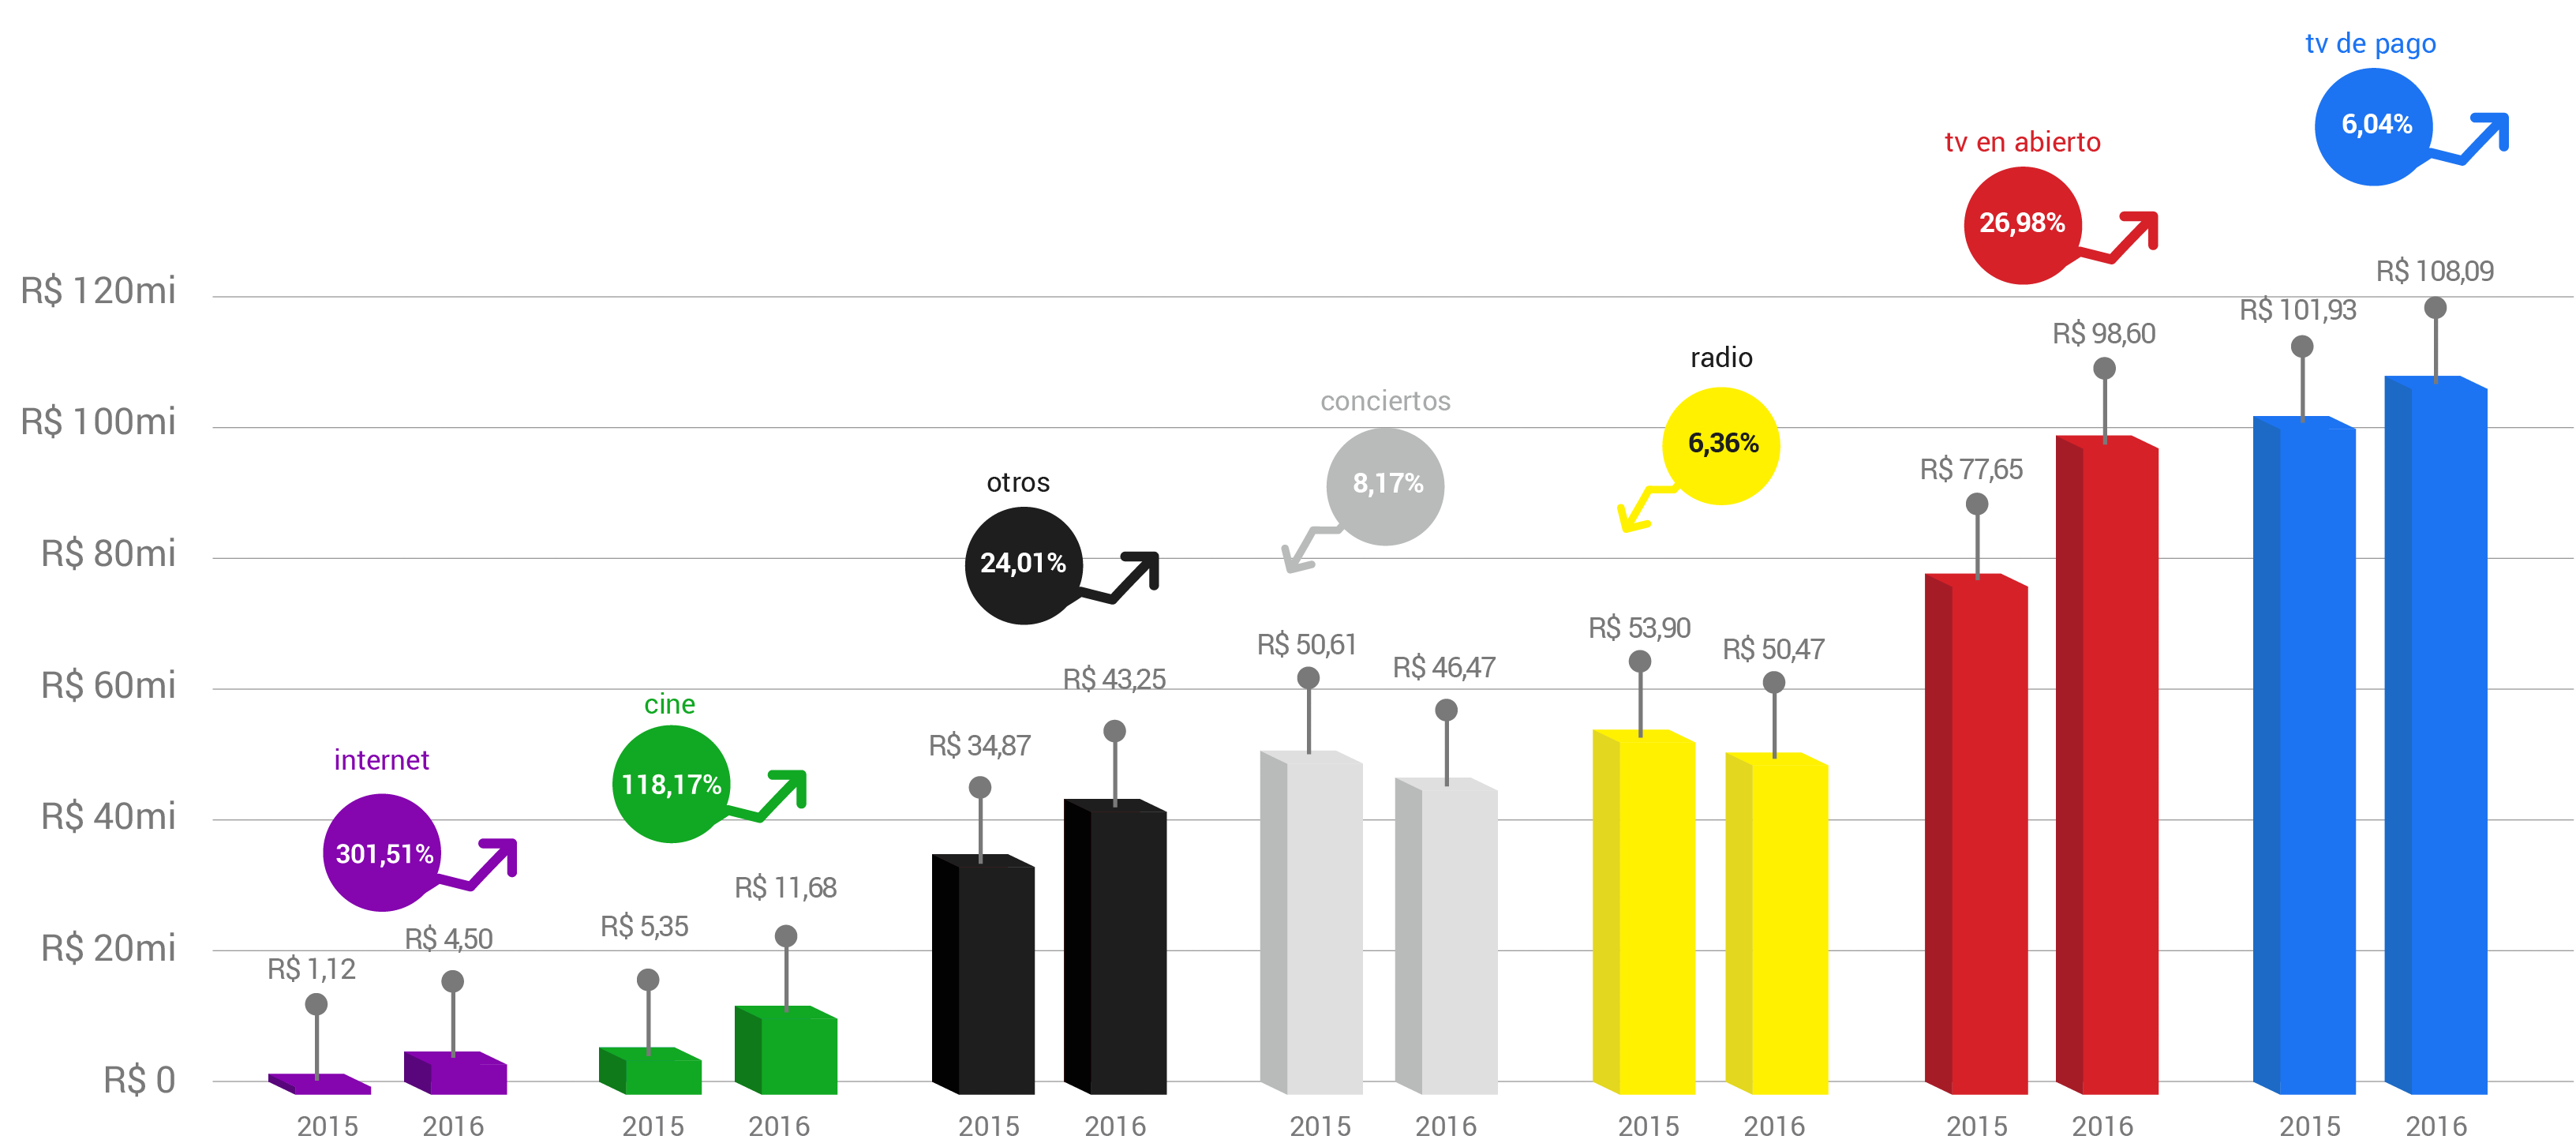 tv de pago
6,04%
tv en abierto
26,98%
R$ 120mi
R$ 108,09
R$ 101,93
R$ 98,60
radio
6,36%
R$ 100mi
conciertos
8,17%
R$ 77,65
otros
24,01%
R$ 80mi
R$ 53,90
R$ 50,61
R$ 50,47
R$ 46,47
R$ 43,25
R$ 60mi
cine
118,17%
R$ 34,87
internet
301,51%
R$ 40mi
R$ 11,68
R$ 5,35
R$ 4,50
R$ 20mi
R$ 1,12
R$ 0
2015 2016 2015 2016 2015 2016 2015 2016 2015 2016 2015 2016 2015 2016